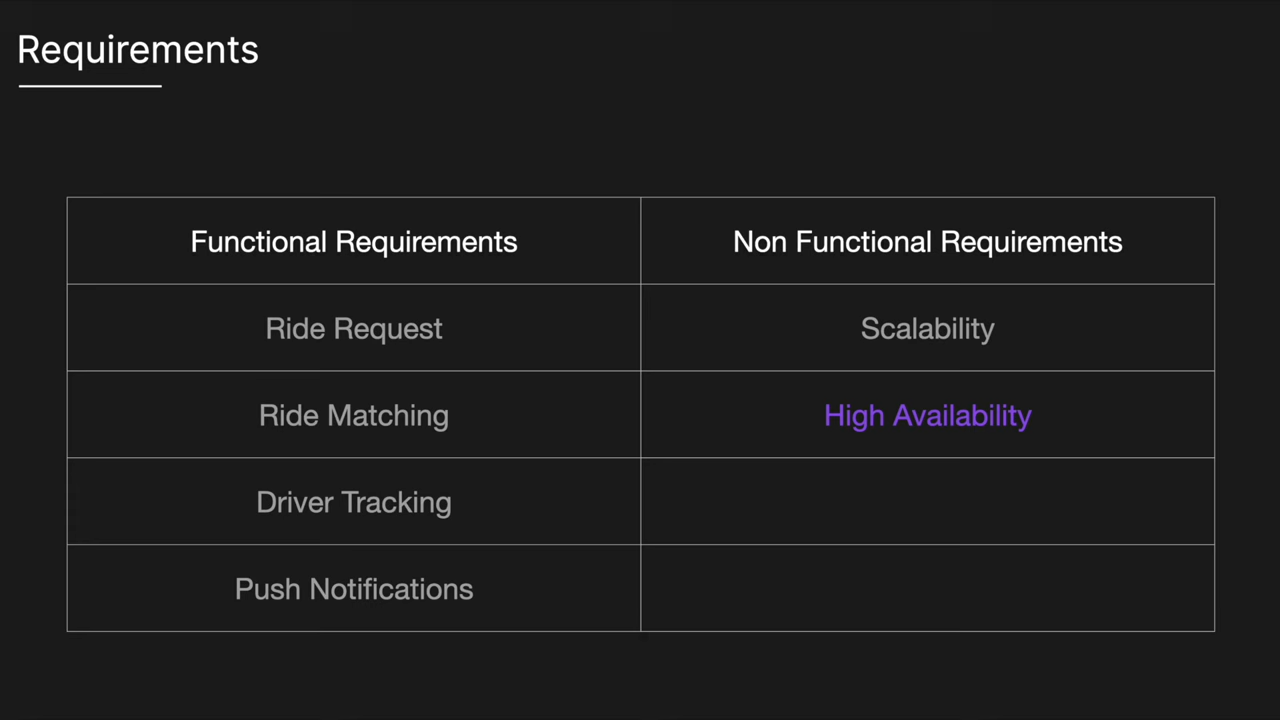 Requirements
Functional Requirements
Non Functional Requirements
Ride Request
Scalability
Ride Matching
High Availability
Driver Tracking
Push Notifications